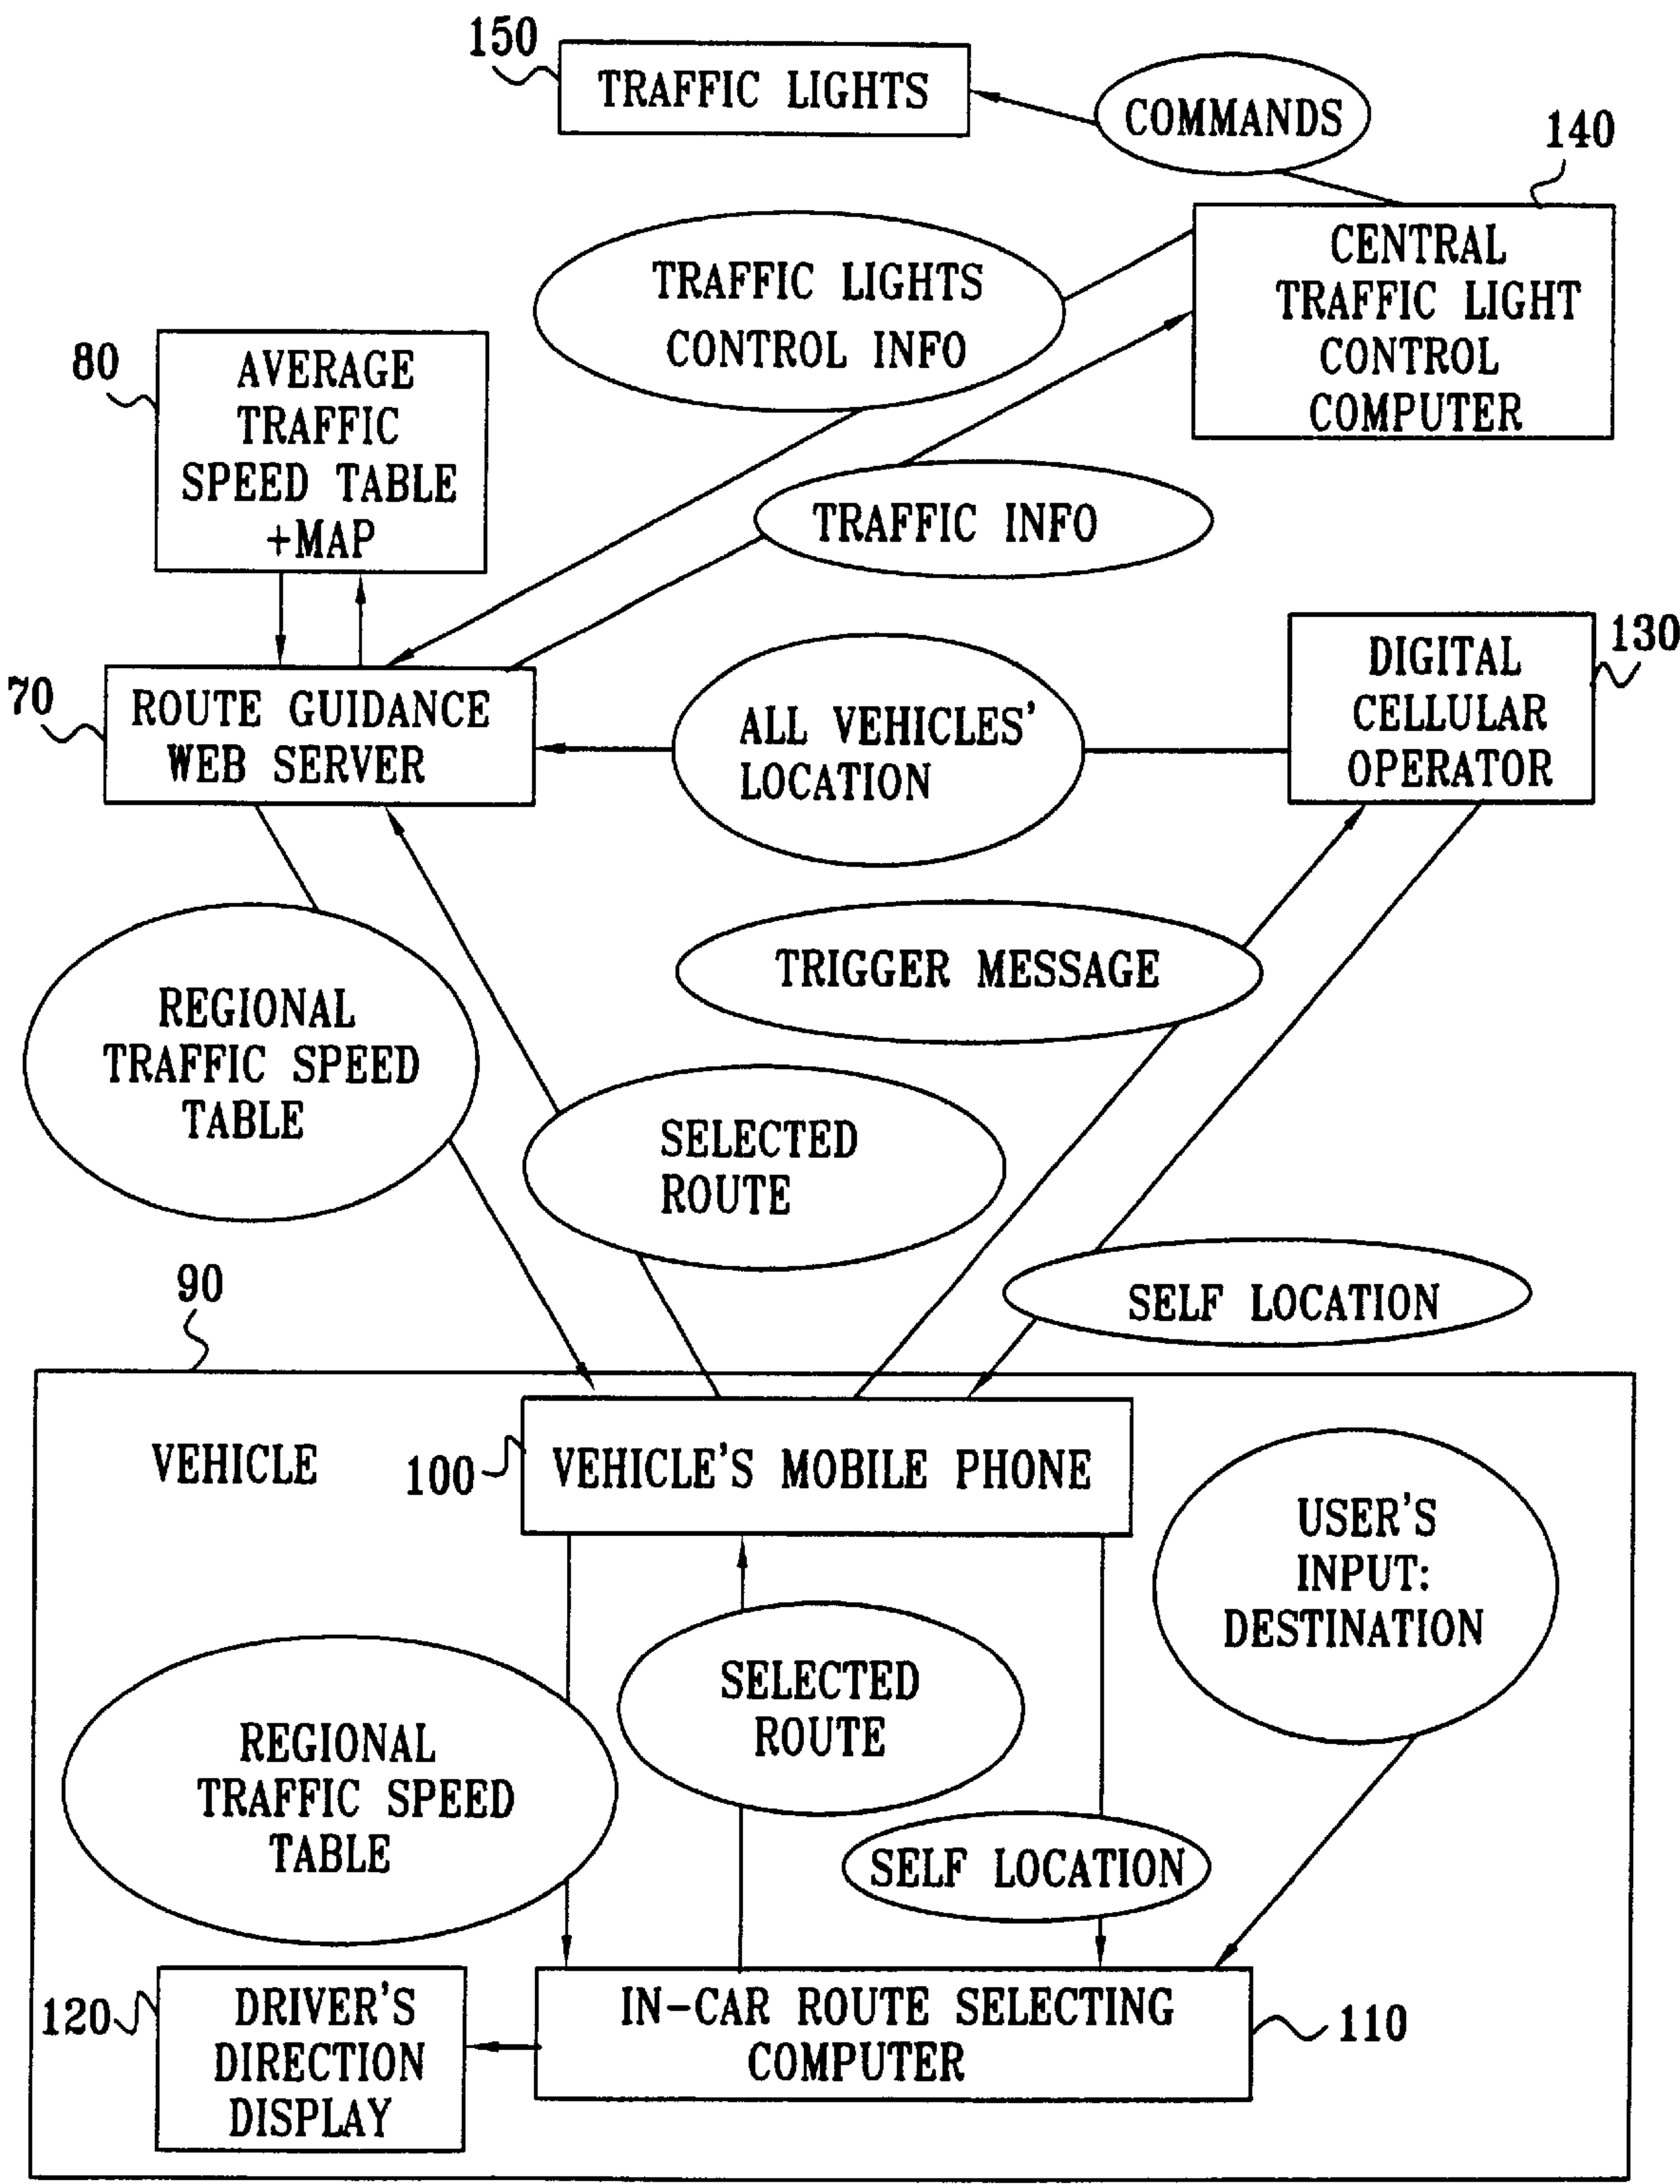 150
TRAFFIC LIGHTS
COMMANDS
140
CENTRAL
TRAFFIC LIGHT
CONTROL
COMPUTER
TRAFFIC LIGHTS
CONTROL INFO
80
AVERAGE
TRAFFIC
SPEED TABLE
+MAP
TRAFFIC INFO
130
DIGITAL
CELLULAR
OPERATOR
70
ROUTE GUIDANCE
WEB SERVER
ALL VEHICLES'
LOCATION
TRIGGER MESSAGE
REGIONAL
TRAFFIC SPEED
TABLE
SELECTED
ROUTE
SELF LOCATION
90
VEHICLE
100
VEHICLE'S MOBILE PHONE
USER'S
INPUT:
DESTINATION
SELECTED
ROUTE
REGIONAL
TRAFFIC SPEED
TABLE
SELF LOCATION
120
DRIVER'S
DIRECTION
DISPLAY
IN-CAR ROUTE SELECTING
COMPUTER
110